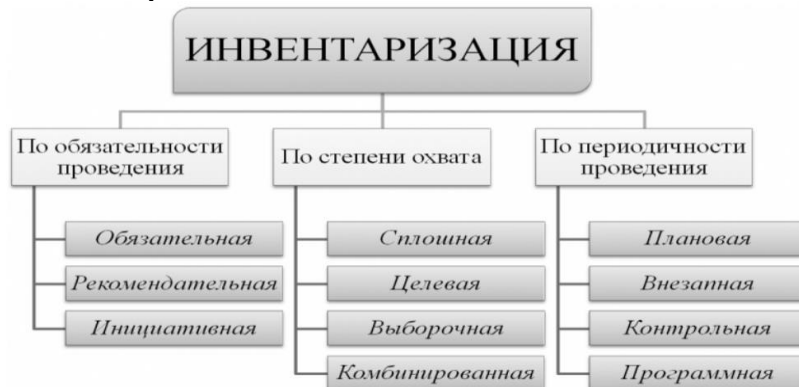 ИНВЕНТАРИЗАЦИЯ
По обязательности
проведения
Обязательная
Рекомендательная
Инициативная
По степени охвата
Сплошная
Целевая
Выборочная
Комбинированная
По периодичности
проведения
Плановая
Внезапная
Контрольная
Программная